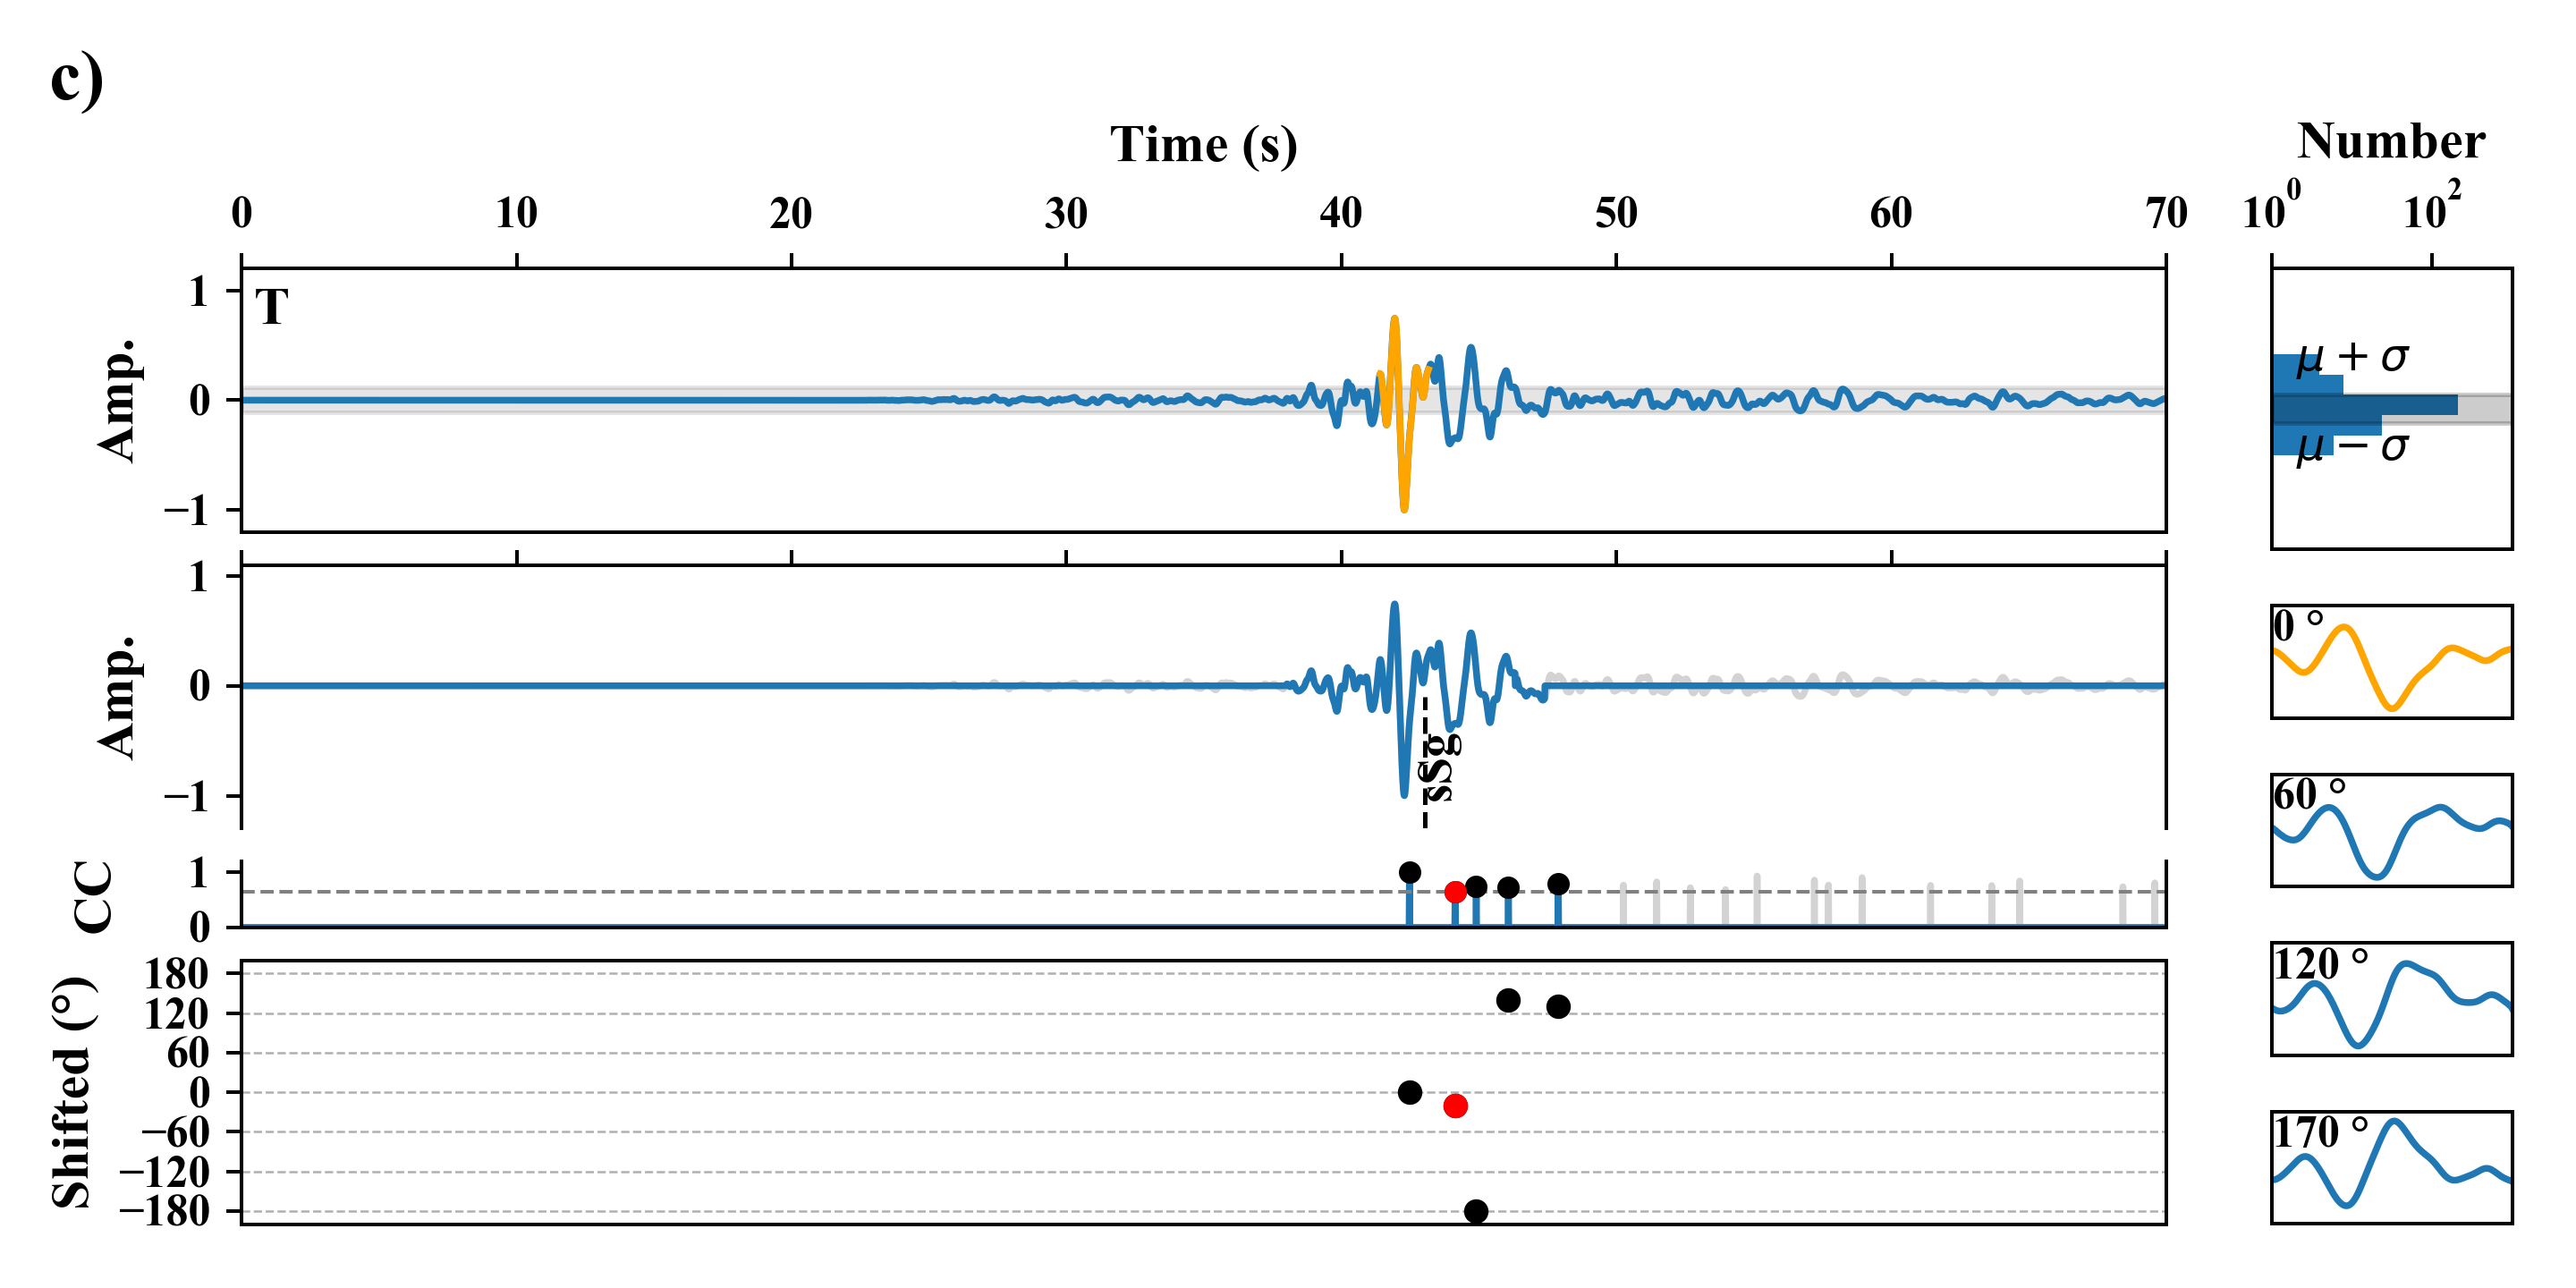 c)
Time (s)
Number
0 10 20 30 40 50 60 70
10^0 10^2
T
Amp.
1
0
−1
μ + σ
μ − σ
Amp.
1
0
−1
sSg
0 °
60 °
CC
1
0
Shifted (°)
180
120
60
0
−60
−120
−180
120 °
170 °